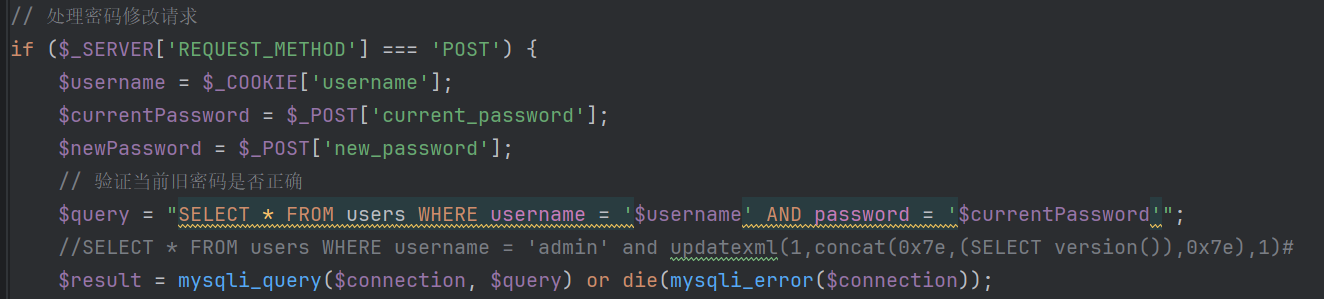 // 处理密码修改请求
if ($_SERVER['REQUEST_METHOD'] === 'POST') {
$username = $_COOKIE['username'];
$currentPassword = $_POST['current_password'];
$newPassword = $_POST['new_password'];
// 验证当前旧密码是否正确
$query = "SELECT * FROM users WHERE username = '$username' AND password = '$currentPassword'";
//SELECT * FROM users WHERE username = 'admin' and updatexml(1,concat(0x7e,(SELECT version()),0x7e),1)#
$result = mysqli_query($connection, $query) or die(mysqli_error($connection));